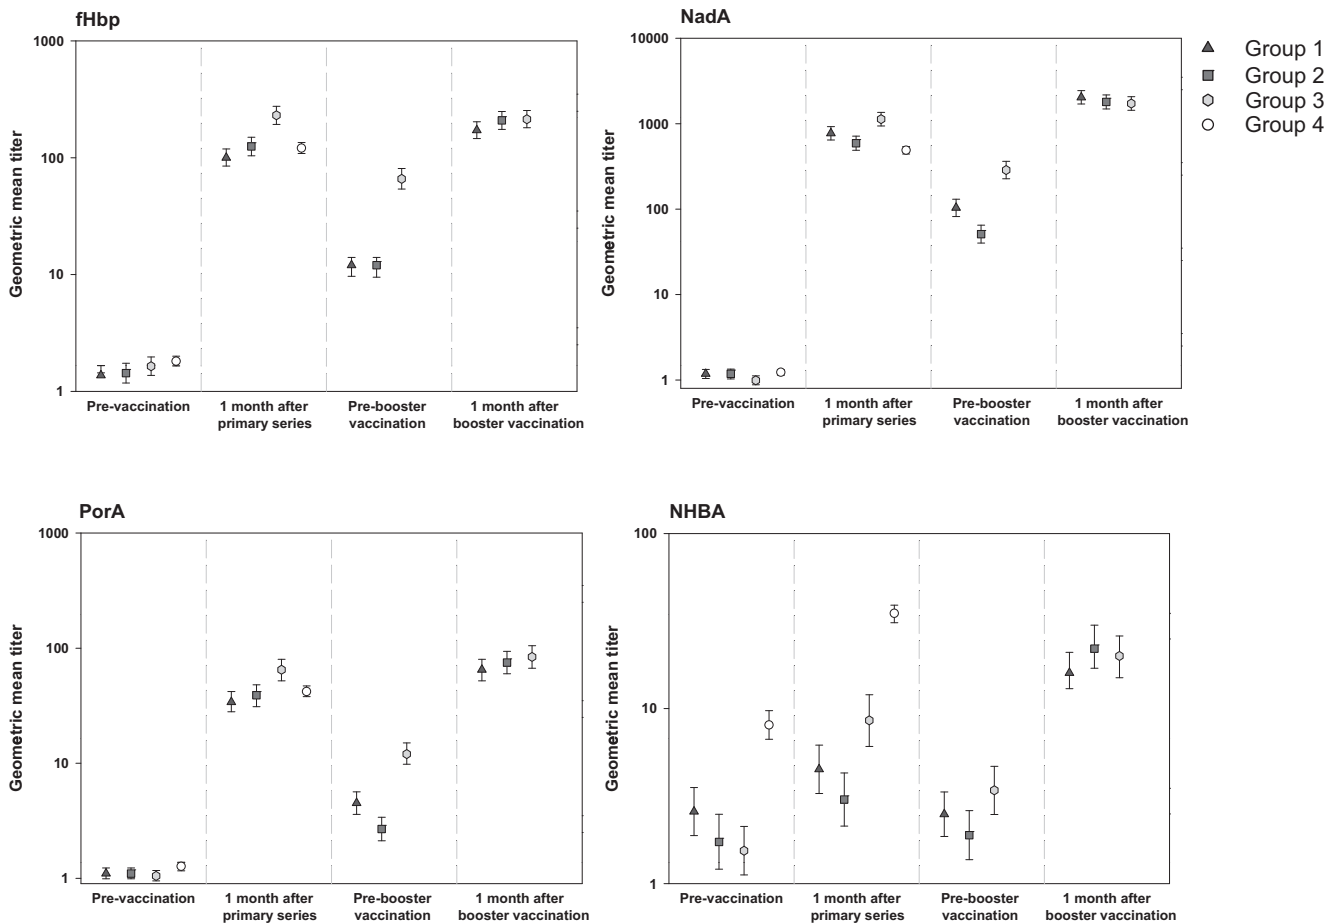 fHbp
1000
100
10
1
Geometric mean titer
Pre-vaccination
1 month after
primary series
Pre-booster
vaccination
1 month after
booster vaccination
NadA
10000
1000
100
10
1
Geometric mean titer
Pre-vaccination
1 month after
primary series
Pre-booster
vaccination
1 month after
booster vaccination
Group 1
Group 2
Group 3
Group 4
PorA
1000
100
10
1
Geometric mean titer
Pre-vaccination
1 month after
primary series
Pre-booster
vaccination
1 month after
booster vaccination
NHBA
100
10
1
Geometric mean titer
Pre-vaccination
1 month after
primary series
Pre-booster
vaccination
1 month after
booster vaccination